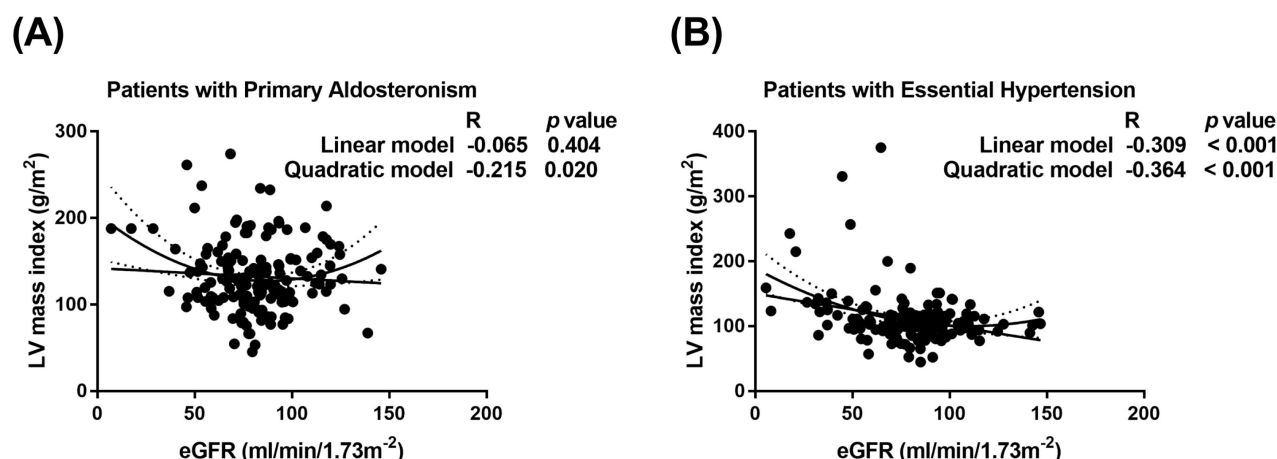 (A)
Patients with Primary Aldosteronism
R p value
Linear model -0.065 0.404
Quadratic model -0.215 0.020
LV mass index (g/m²)
300
200
100
0
0 50 100 150 200
eGFR (ml/min/1.73m⁻²)
(B)
Patients with Essential Hypertension
R p value
Linear model -0.309 < 0.001
Quadratic model -0.364 < 0.001
LV mass index (g/m²)
400
300
200
100
0
0 50 100 150 200
eGFR (ml/min/1.73m⁻²)